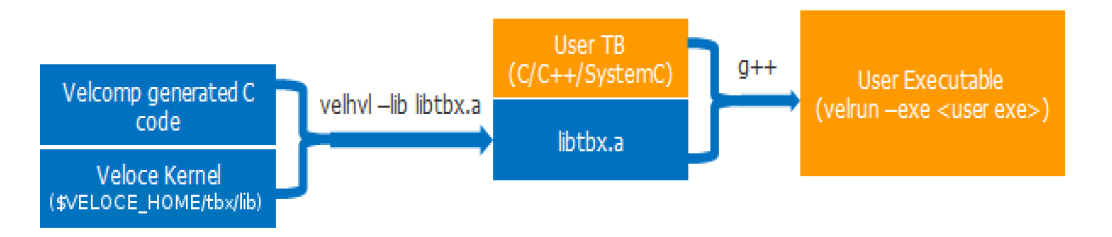 Velcomp generated C
code
Veloce Kernel
($VELOCE_HOME/tbx/lib)
velhvl –lib libtbx.a
User TB
(C/C++/SystemC)
libtbx.a
g++
User Executable
(velrun –exe <user exe>)